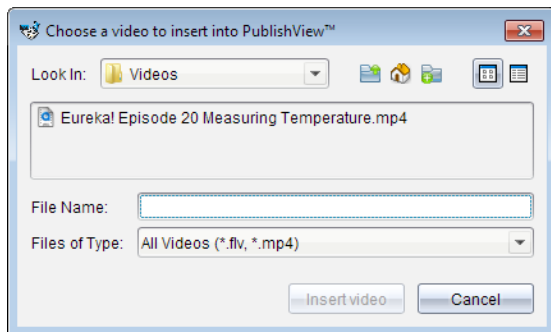 Choose a video to insert into PublishView™
Look In: Videos
Eureka! Episode 20 Measuring Temperature.mp4
File Name:
Files of Type: All Videos (*.flv, *.mp4)
Insert video Cancel